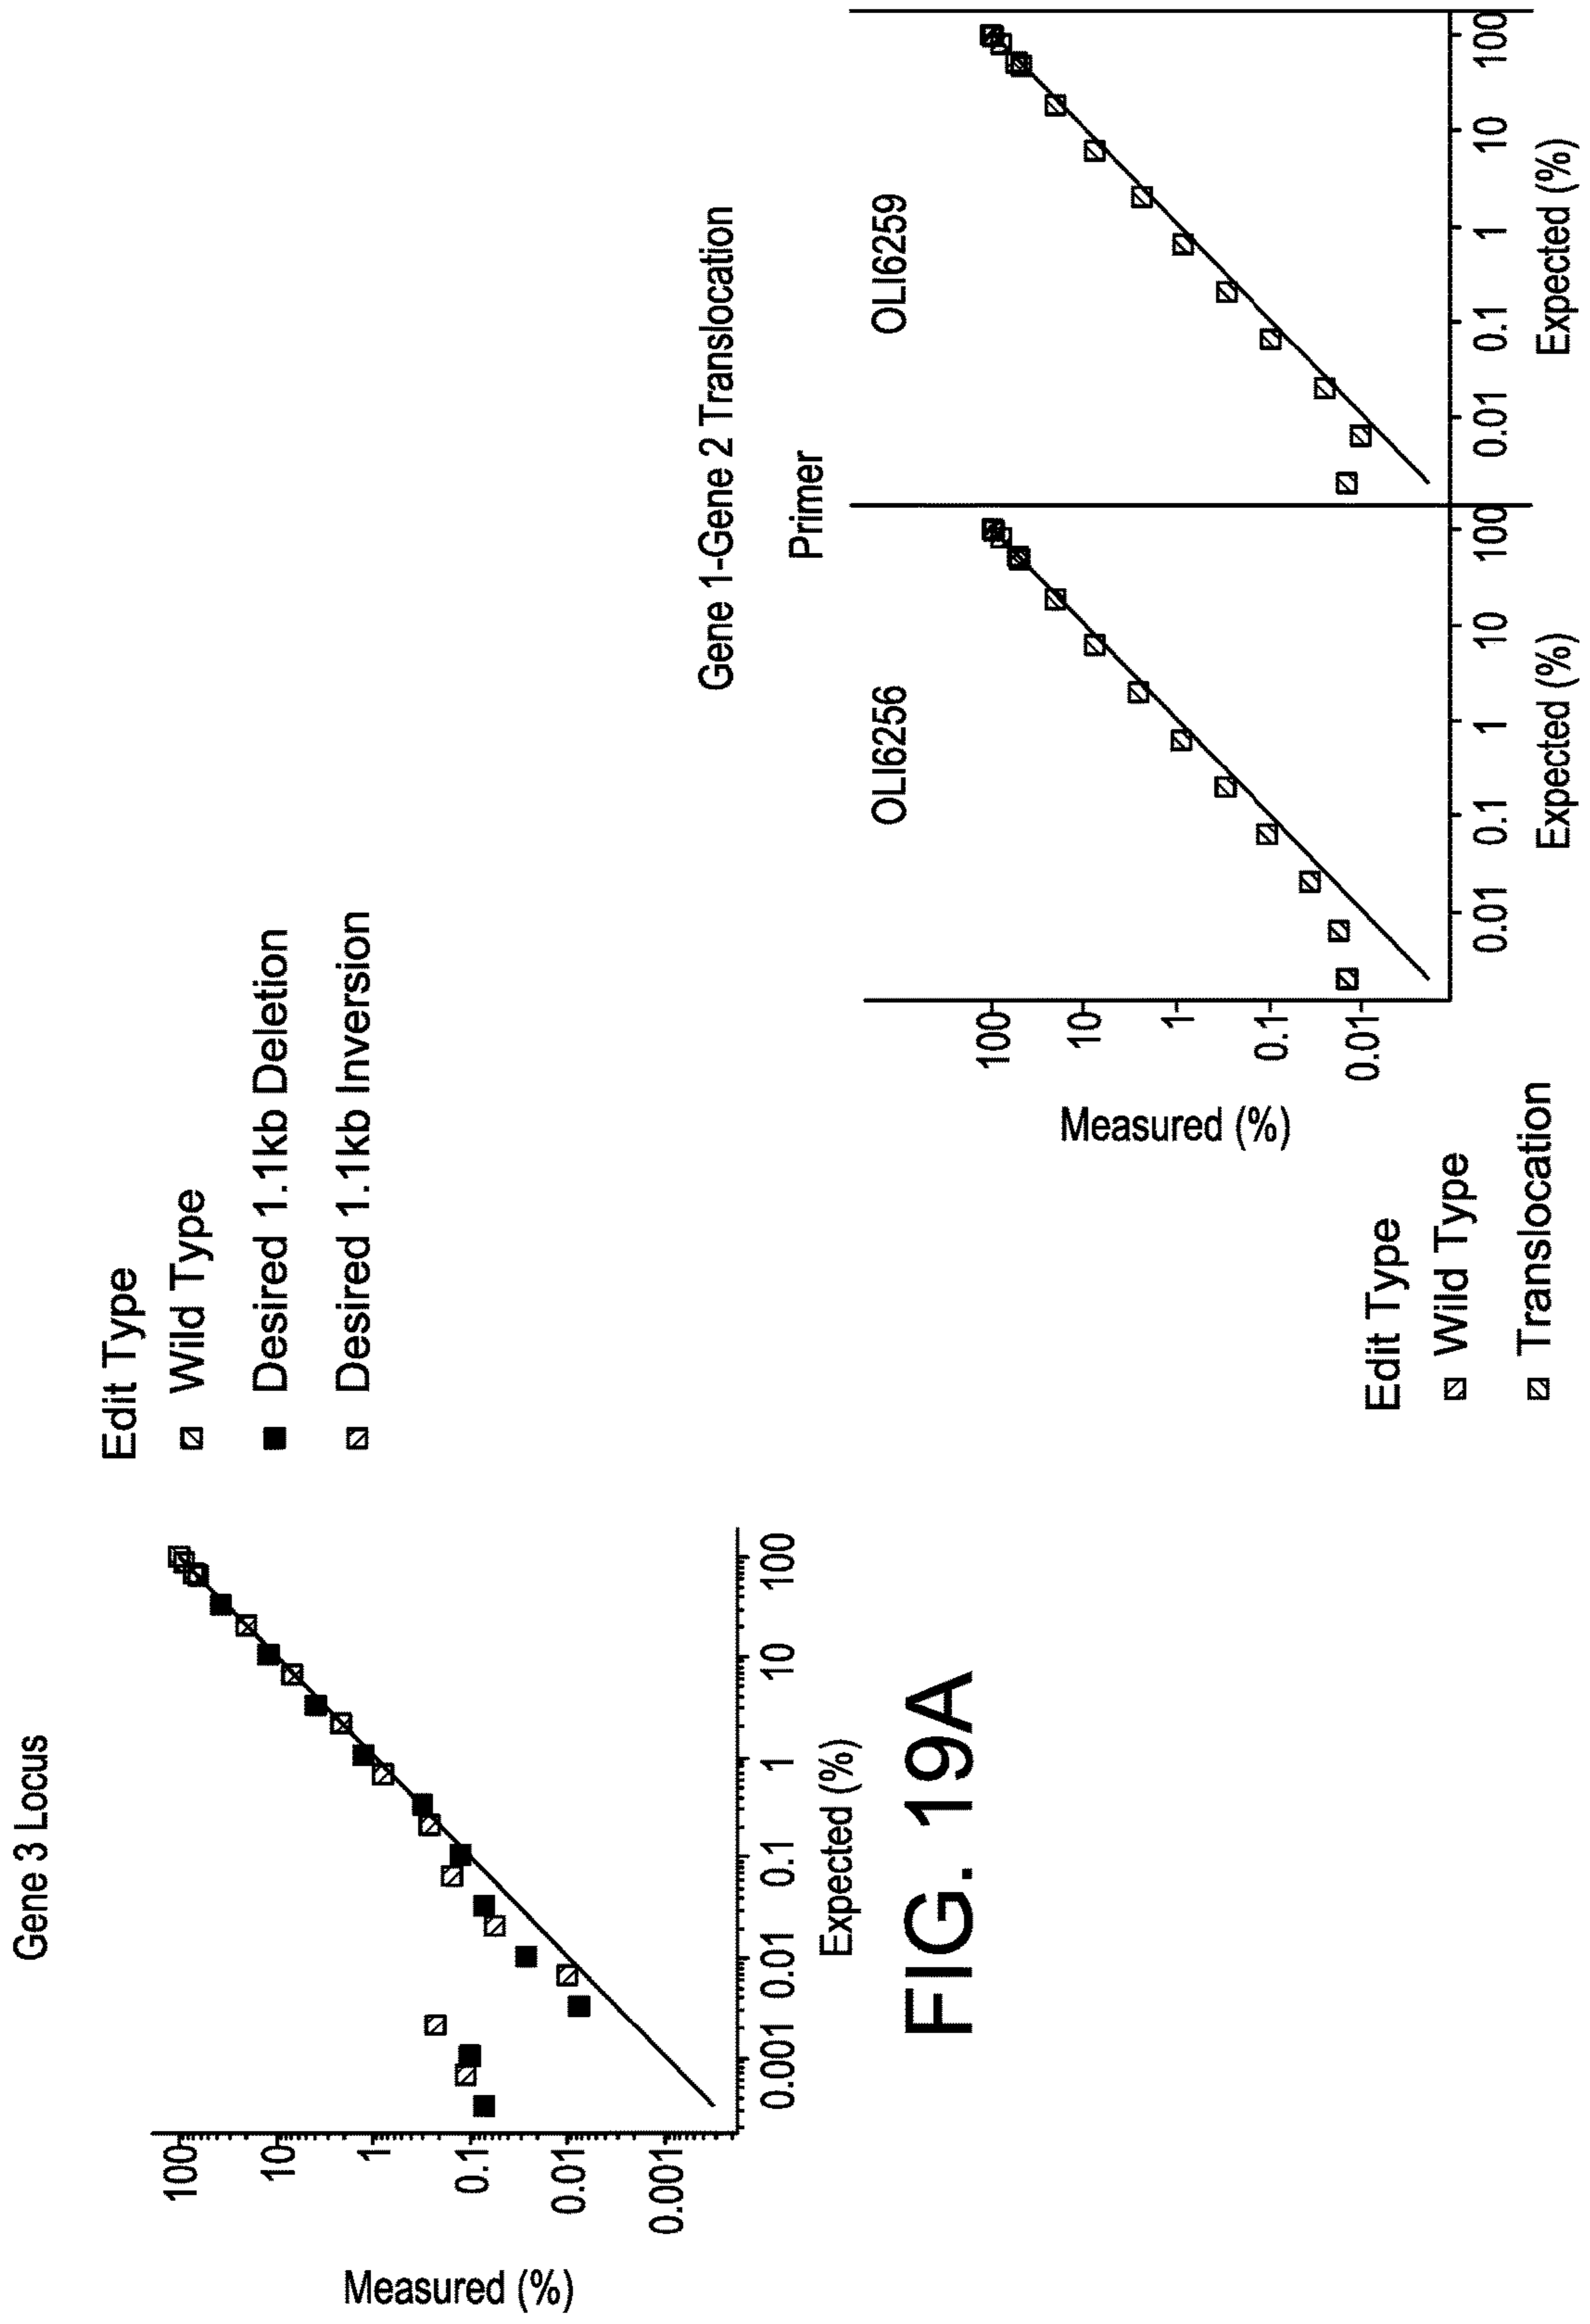 Gene 3 Locus
Measured (%)
100
10
1
0.1
0.01
0.001
0.001 0.01 0.1 1 10 100
Expected (%)
Edit Type
Wild Type
Desired 1.1kb Deletion
Desired 1.1kb Inversion
FIG. 19A
Gene 1-Gene 2 Translocation
Primer
OLI6256 OLI6259
Measured (%)
100
10
1
0.1
0.01
0.01 0.1 1 10 100 0.01 0.1 1 10 100
Expected (%) Expected (%)
Edit Type
Wild Type
Translocation